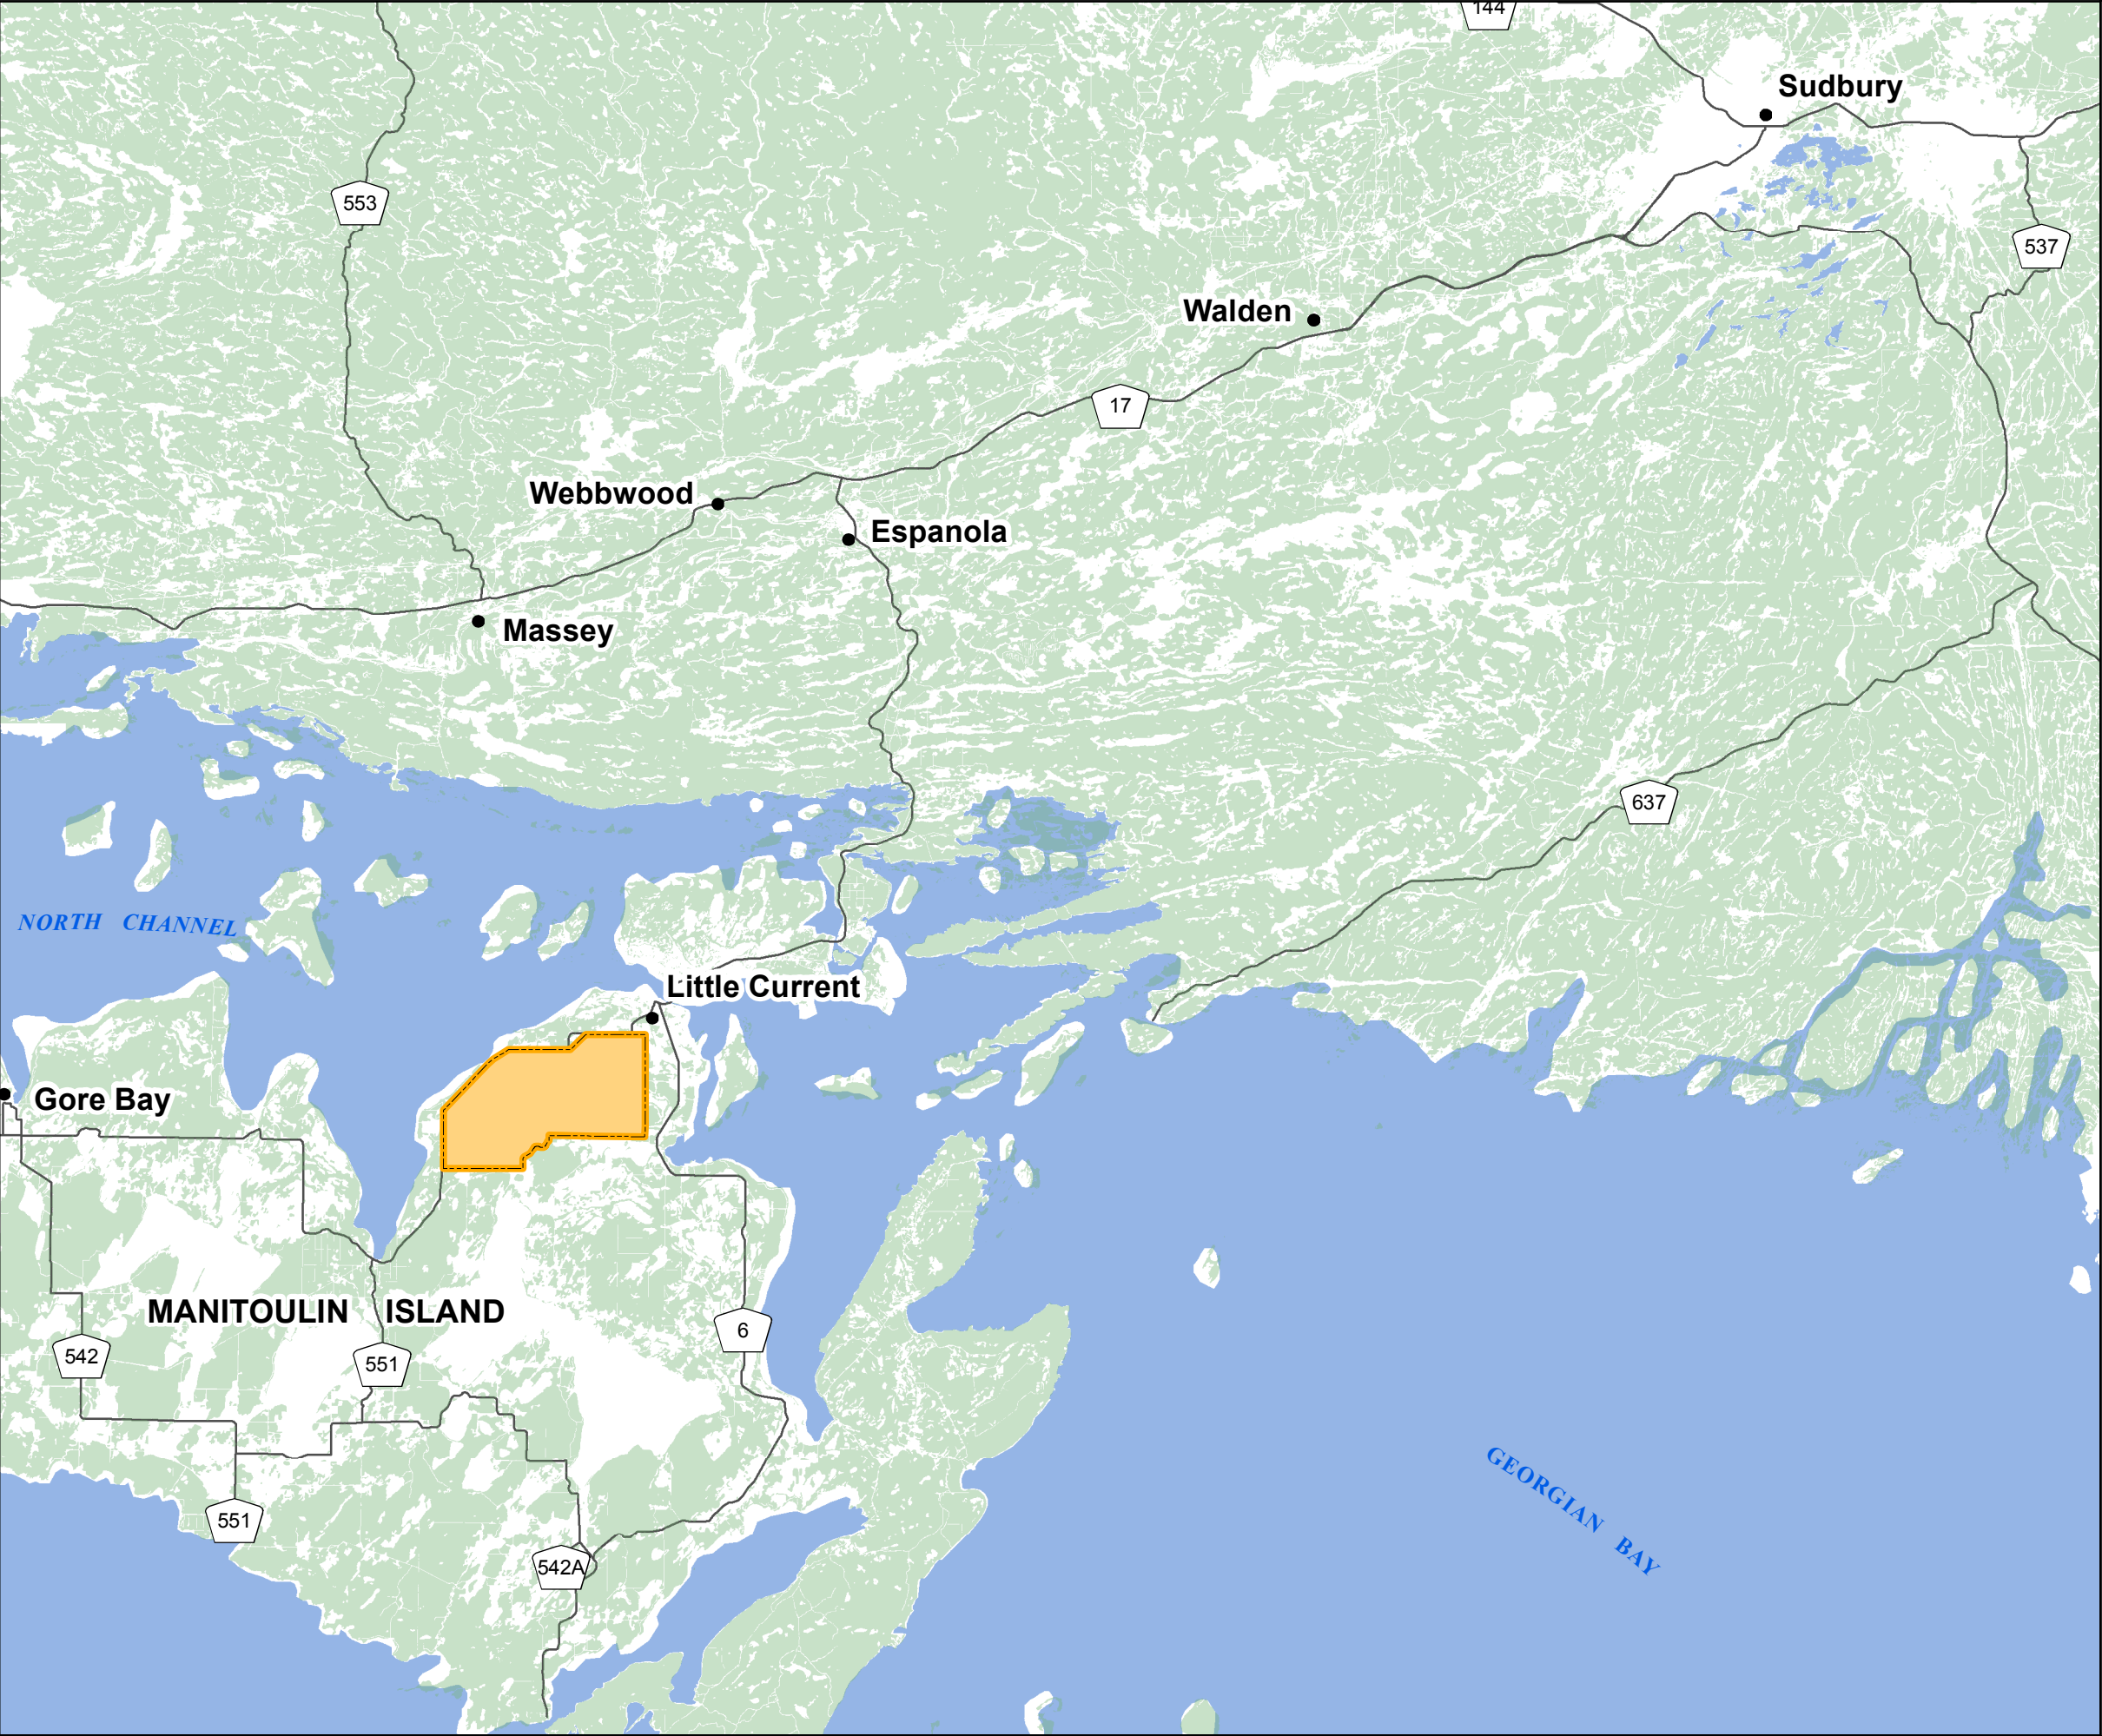 144
Sudbury
553
537
Walden
17
Webbwood
Espanola
Massey
637
NORTH CHANNEL
Little Current
Gore Bay
MANITOULIN ISLAND
6
542
551
GEORGIAN BAY
551
542A